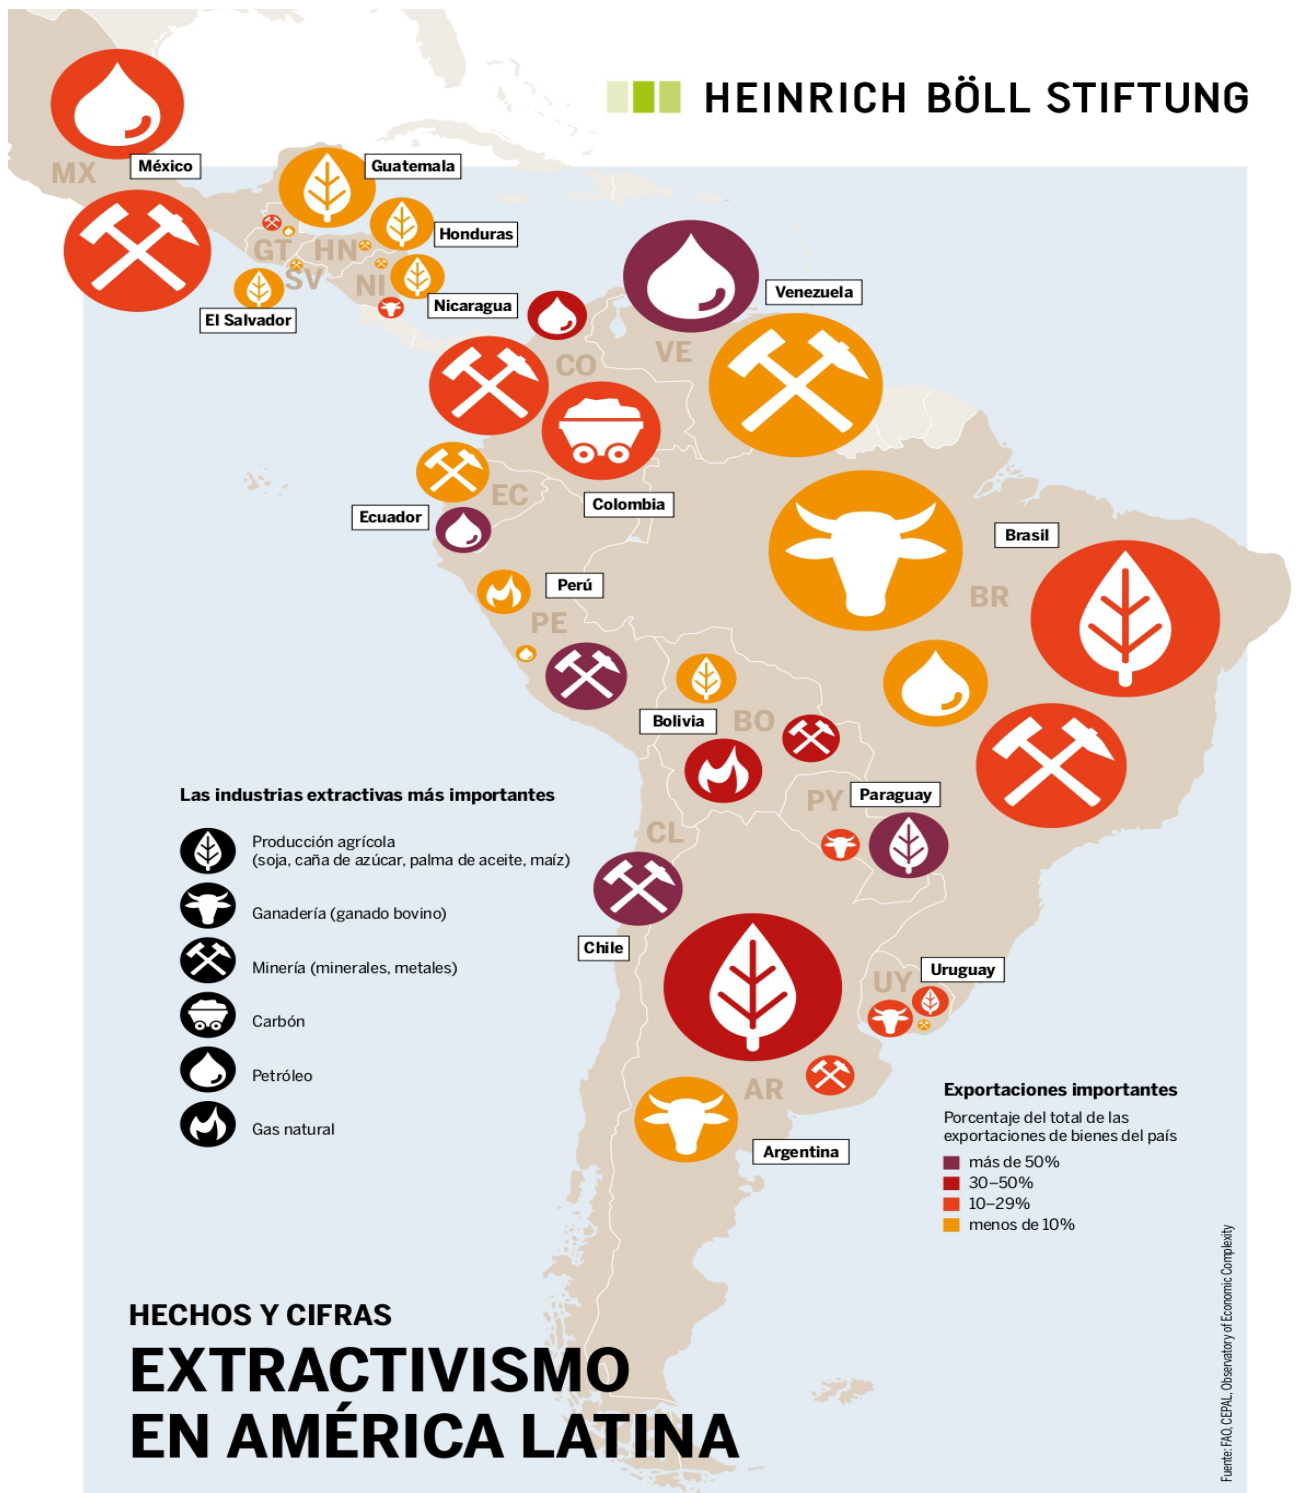 HEINRICH BÖLL STIFTUNG
MX
México
Guatemala
Honduras
GT
HN
SV
NI
El Salvador
Nicaragua
Venezuela
CO
VE
EC
Ecuador
Colombia
Brasil
BR
Perú
PE
Bolivia
BO
PY
Paraguay
CL
Chile
UY
Uruguay
AR
Argentina
Las industrias extractivas más importantes
Producción agrícola
(soja, caña de azúcar, palma de aceite, maíz)
Ganadería (ganado bovino)
Minería (minerales, metales)
Carbón
Petróleo
Gas natural
Exportaciones importantes
Porcentaje del total de las
exportaciones de bienes del país
más de 50%
30–50%
10–29%
menos de 10%
Fuente: FAO, CEPAL, Observatory of Economic Complexity
HECHOS Y CIFRAS
EXTRACTIVISMO
EN AMÉRICA LATINA